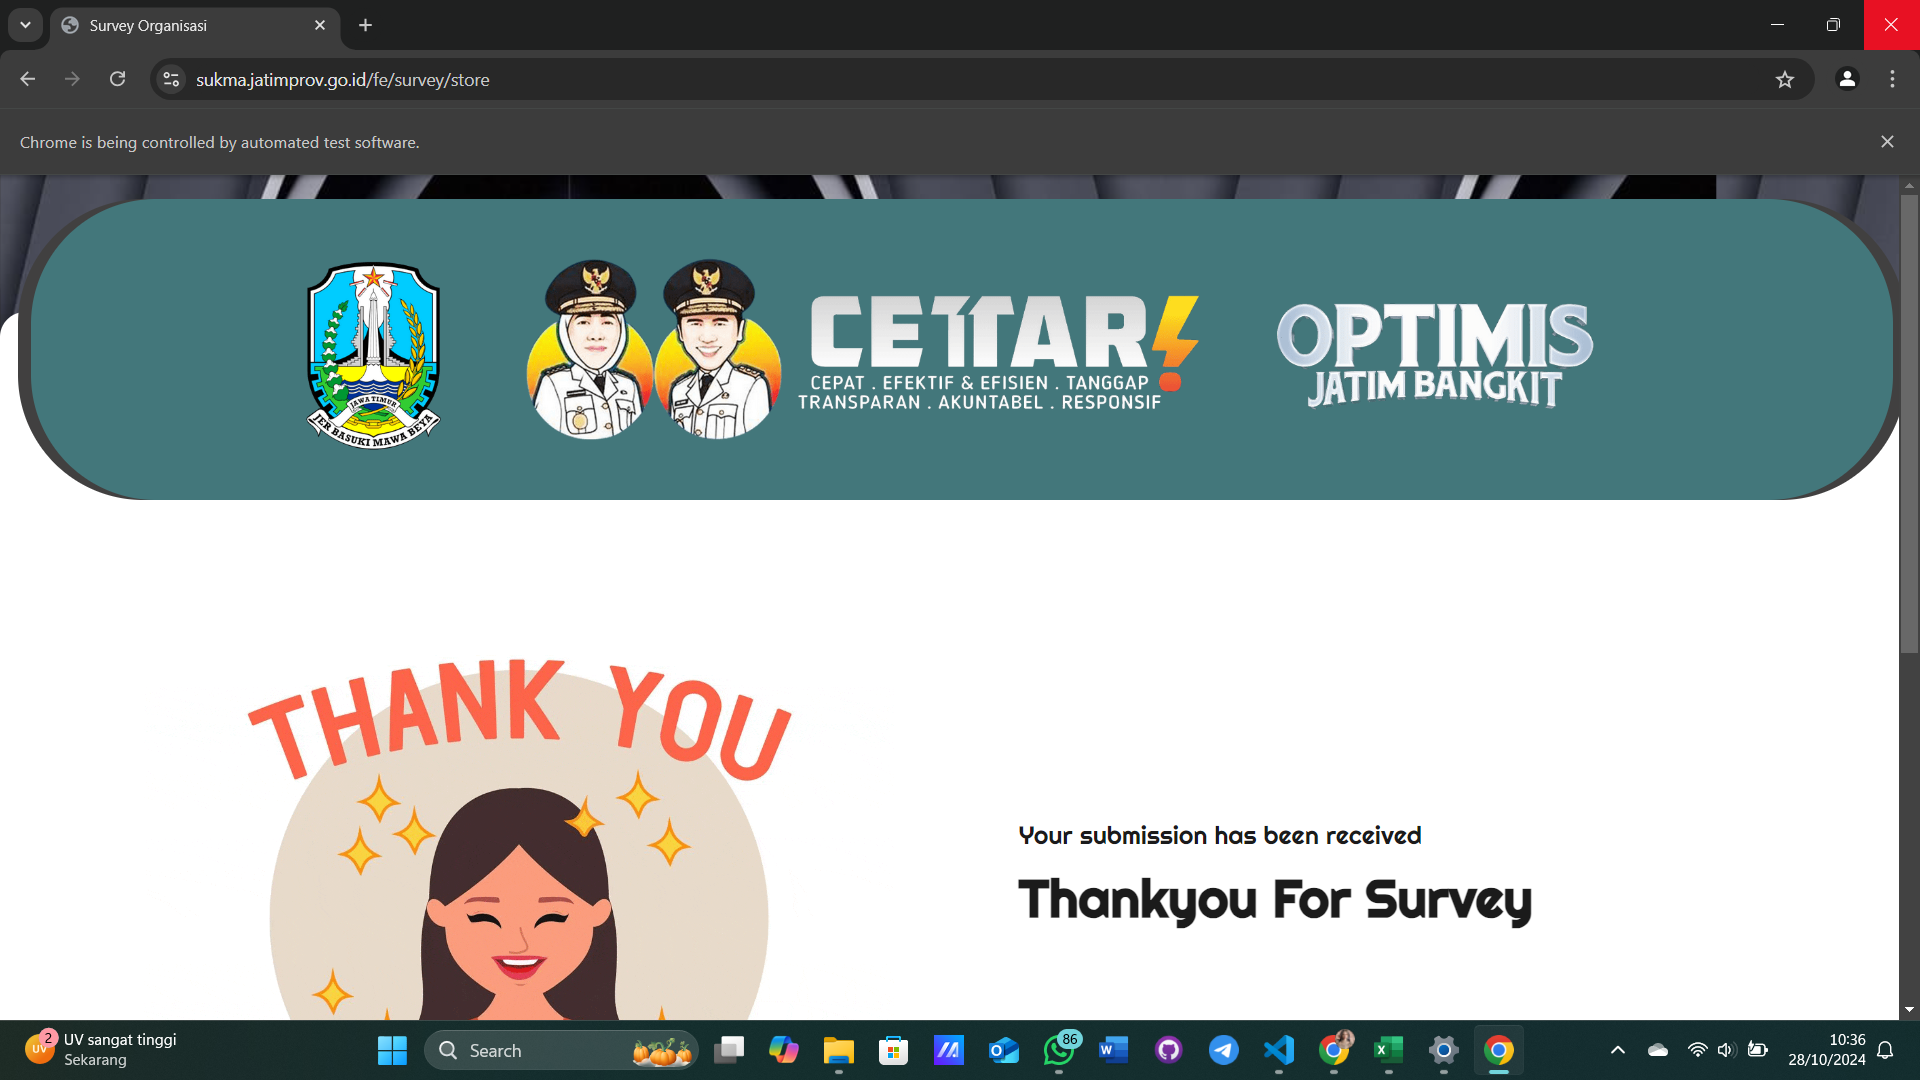 Survey Organisasi
sukma.jatimprov.go.id/fe/survey/store
Chrome is being controlled by automated test software.
JAWA TIMUR
JER BASUKI MAWA BEYA
CETTAR!
CEPAT . EFEKTIF & EFISIEN . TANGGAP
TRANSPARAN . AKUNTABEL . RESPONSIF
OPTIMIS
JATIM BANGKIT
THANK YOU
Your submission has been received
Thankyou For Survey
2
UV
UV sangat tinggi
Sekarang
Search
86
10:36
28/10/2024